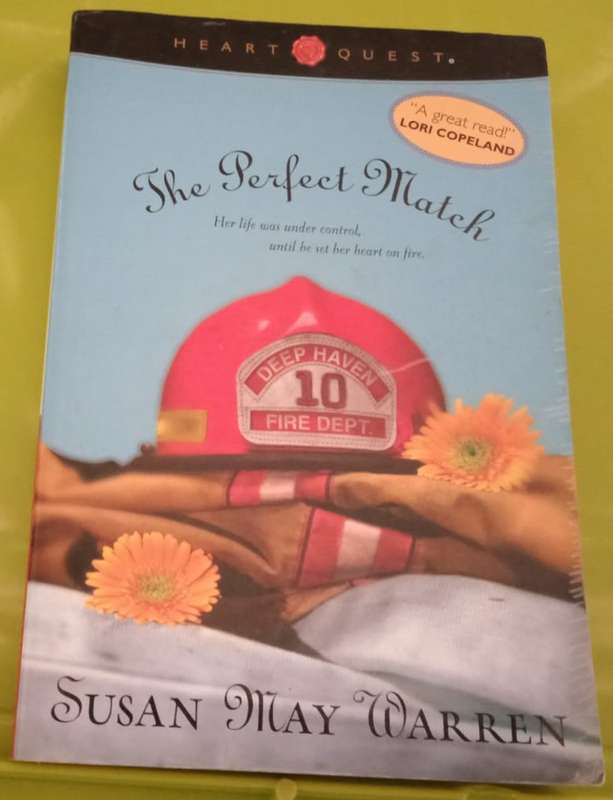 HEART QUEST®
"A great read!"
LORI COPELAND
The Perfect Match
Her life was under control,
until he set her heart on fire.
DEEP HAVEN
10
FIRE DEPT.
SUSAN MAY WARREN